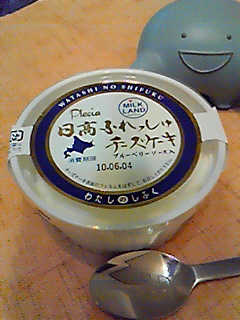 WATASHI NO SHIFUKU
Plecia
MILK LAND
日高ふれっしゅ
チーズケーキ
ブルーベリーソース入
消費期限
10.06.04
わたしのしふく